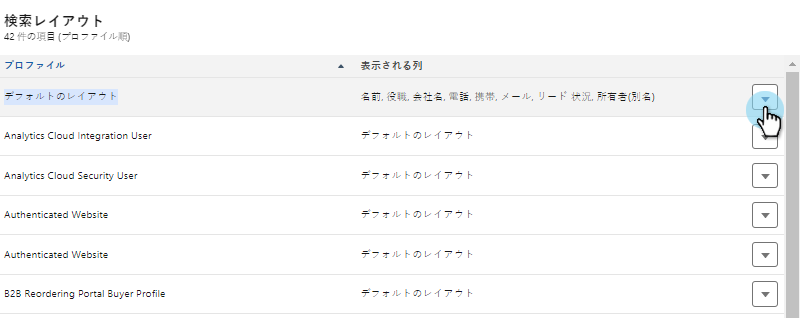 検索レイアウト
42 件の項目 (プロファイル順)
プロファイル 表示される列
デフォルトのレイアウト 名前, 役職, 会社名, 電話, 携帯, メール, リード 状況, 所有者(別名)
Analytics Cloud Integration User デフォルトのレイアウト
Analytics Cloud Security User デフォルトのレイアウト
Authenticated Website デフォルトのレイアウト
Authenticated Website デフォルトのレイアウト
B2B Reordering Portal Buyer Profile デフォルトのレイアウト